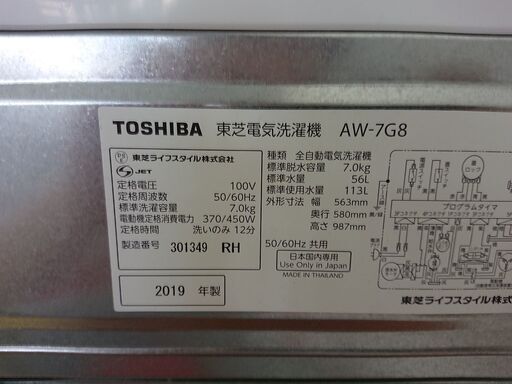 TOSHIBA 東芝電気洗濯機 AW-7G8
PS
E
東芝ライフスタイル株式会社
S JET
定格電圧 100V
定格周波数 50/60Hz
標準洗濯容量 7.0kg
電動機定格消費電力 370/450W
定格時間 洗いのみ 12分
製造番号 301349 RH
2019 年製
種類 全自動電気洗濯機
標準脱水容量 7.0kg
標準水量 56L
標準使用水量 113L
外形寸法 幅 563mm
奥行 580mm
高さ 987mm
50/60Hz 共用
日本国内専用
Use Only in Japan
MADE IN THAILAND
プログラムタイマ
東芝ライフスタイル株式